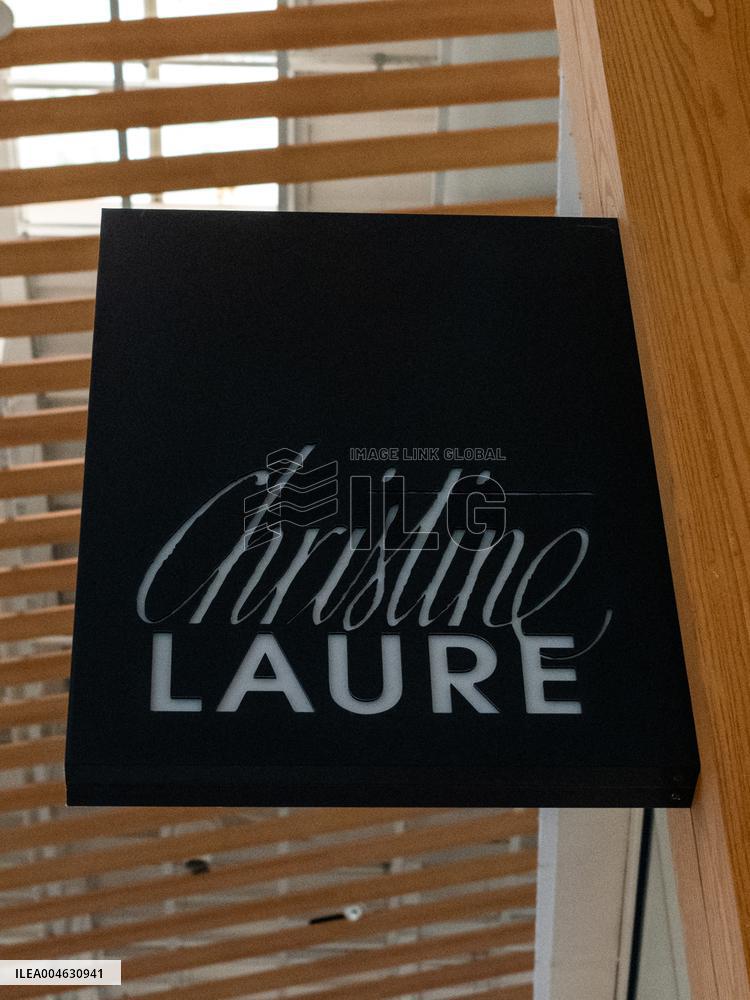 IMAGE LINK GLOBAL
ILG
Christine
LAURE
ILEA004630941